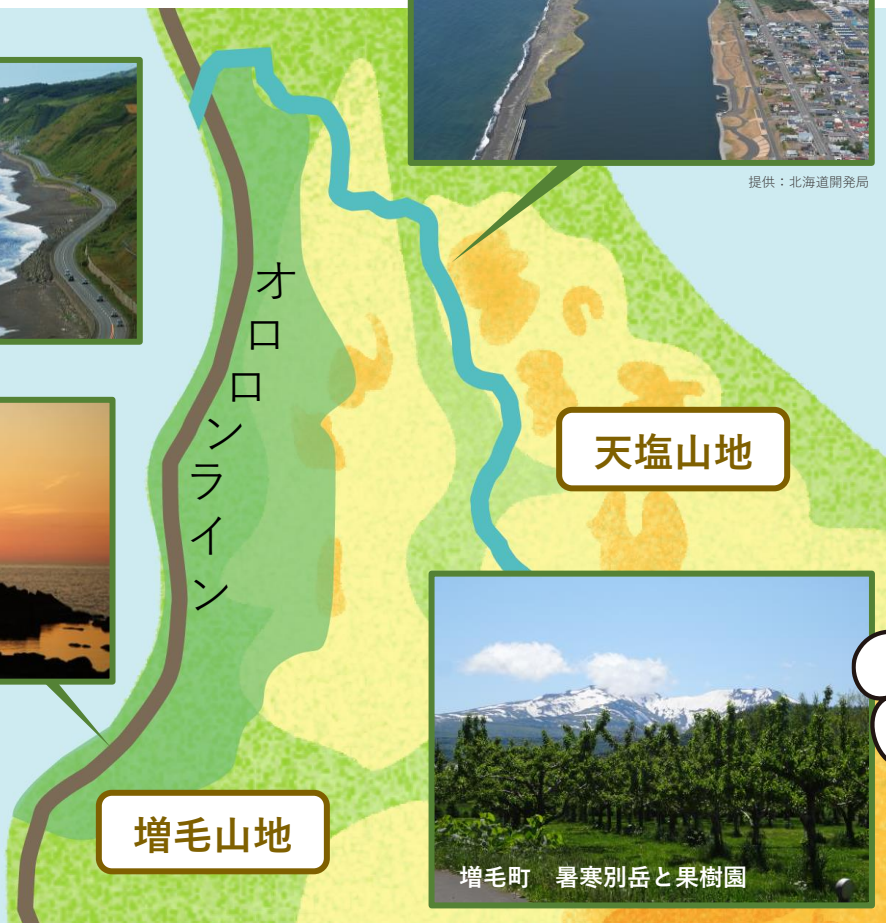 提供：北海道開発局
オロロンライン
天塩山地
増毛山地
増毛町　暑寒別岳と果樹園